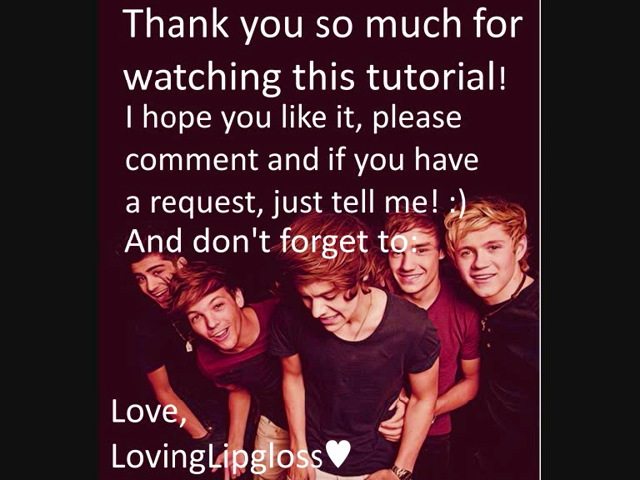 Thank you so much for
watching this tutorial!
I hope you like it, please
comment and if you have
a request, just tell me! :)
And don't forget to:
Love,
LovingLipgloss♥